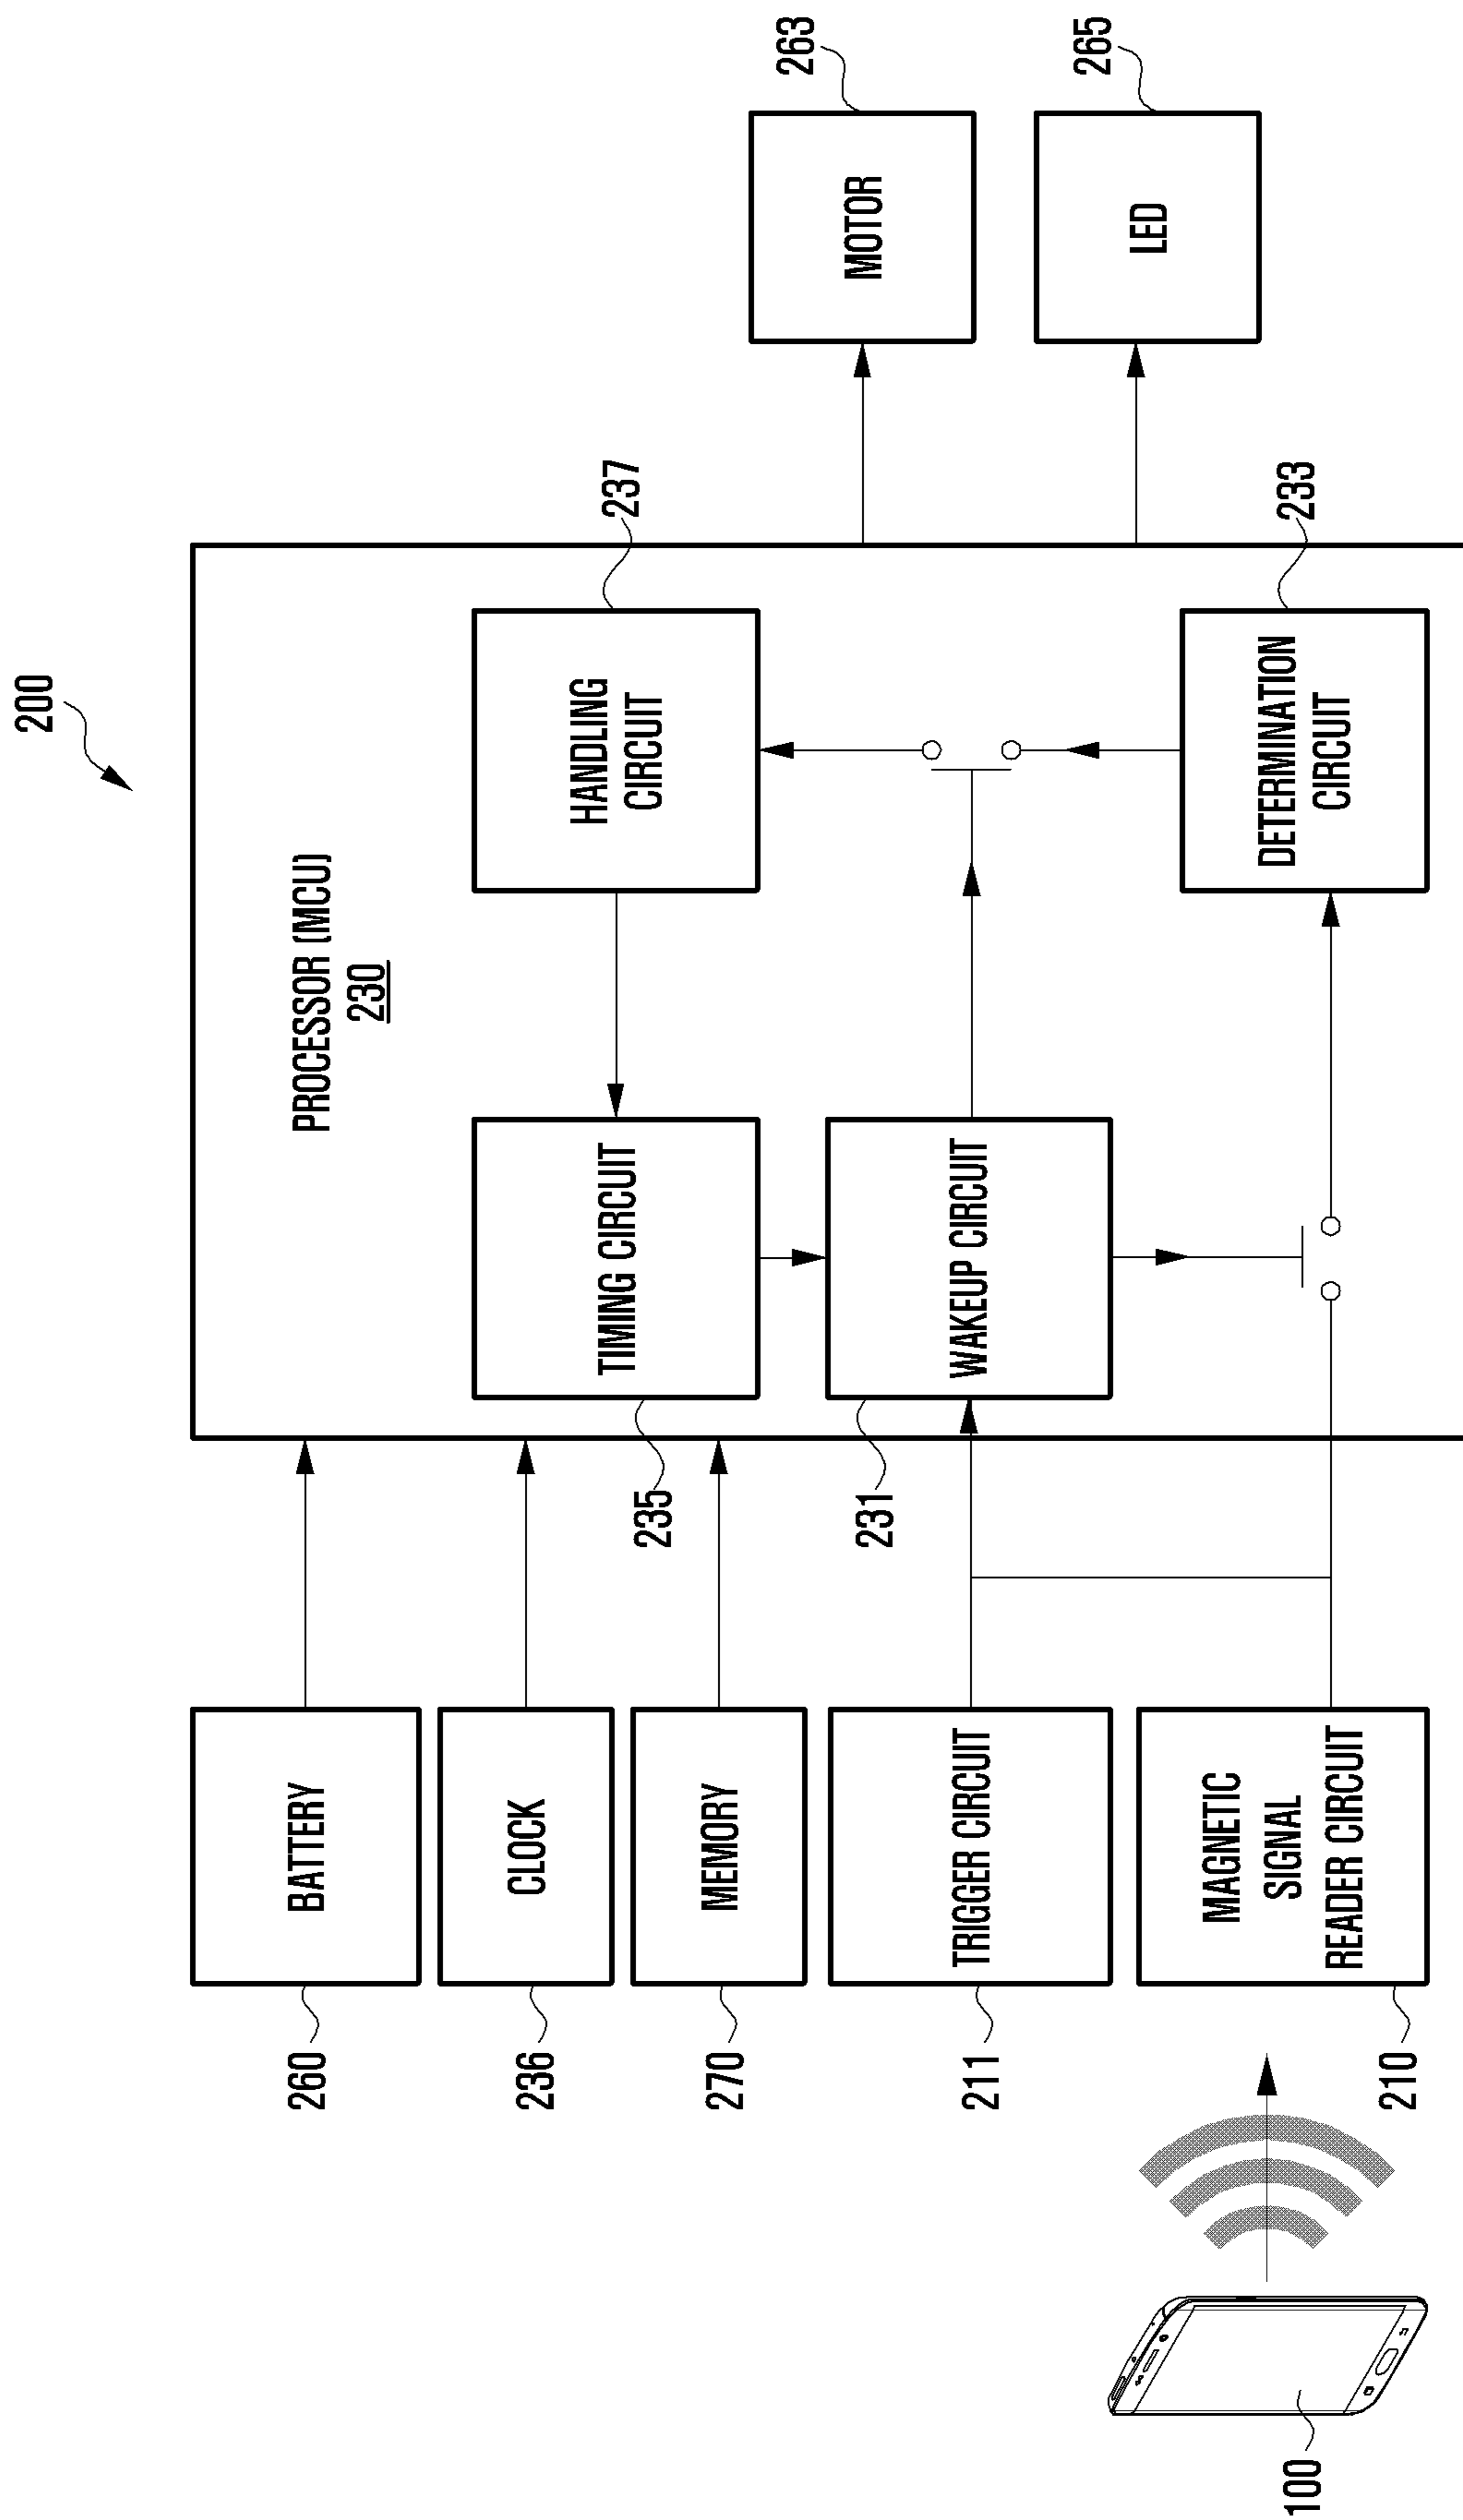 200
PROCESSOR (MCU)
230
BATTERY
260
CLOCK
236
MEMORY
270
TRIGGER CIRCUIT
211
MAGNETIC
SIGNAL
READER CIRCUIT
210
100
TIMING CIRCUIT
235
WAKEUP CIRCUIT
231
HANDLING
CIRCUIT
237
DETERMINATION
CIRCUIT
233
MOTOR
263
LED
265